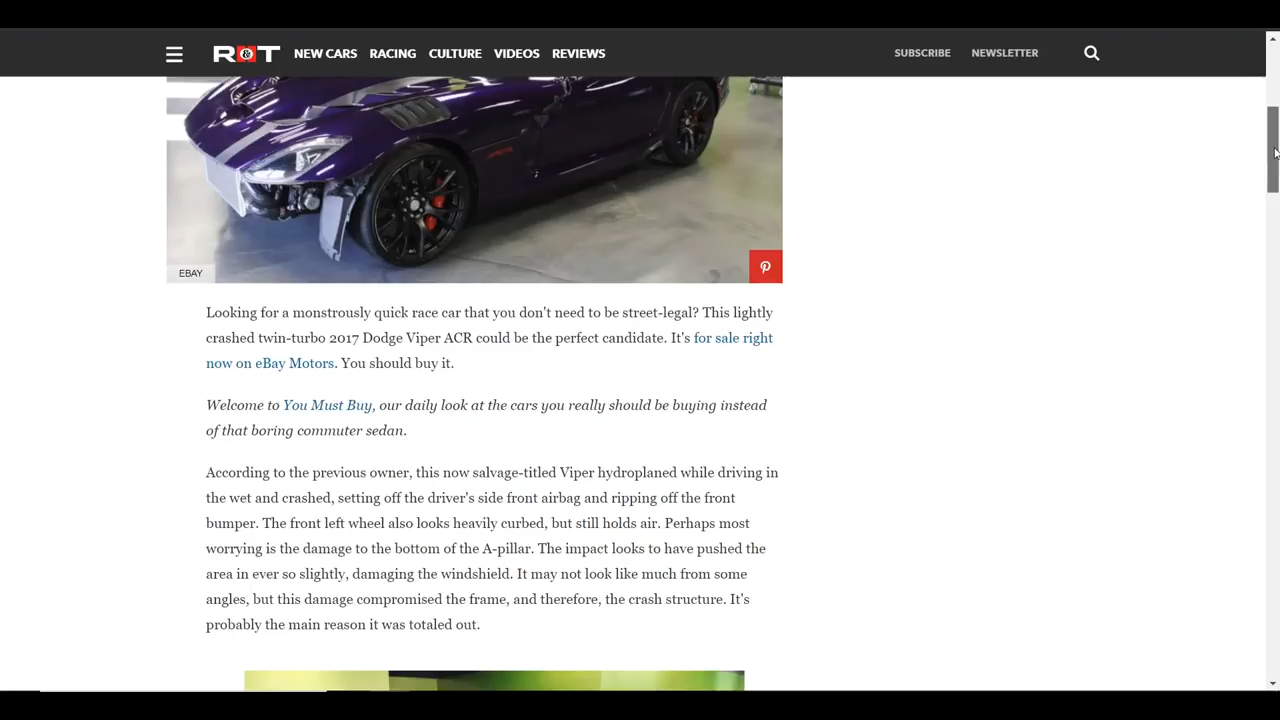 R&T NEW CARS RACING CULTURE VIDEOS REVIEWS SUBSCRIBE NEWSLETTER
EBAY
Looking for a monstrously quick race car that you don't need to be street-legal? This lightly
crashed twin-turbo 2017 Dodge Viper ACR could be the perfect candidate. It's for sale right
now on eBay Motors. You should buy it.
Welcome to You Must Buy, our daily look at the cars you really should be buying instead
of that boring commuter sedan.
According to the previous owner, this now salvage-titled Viper hydroplaned while driving in
the wet and crashed, setting off the driver's side front airbag and ripping off the front
bumper. The front left wheel also looks heavily curbed, but still holds air. Perhaps most
worrying is the damage to the bottom of the A-pillar. The impact looks to have pushed the
area in ever so slightly, damaging the windshield. It may not look like much from some
angles, but this damage compromised the frame, and therefore, the crash structure. It's
probably the main reason it was totaled out.